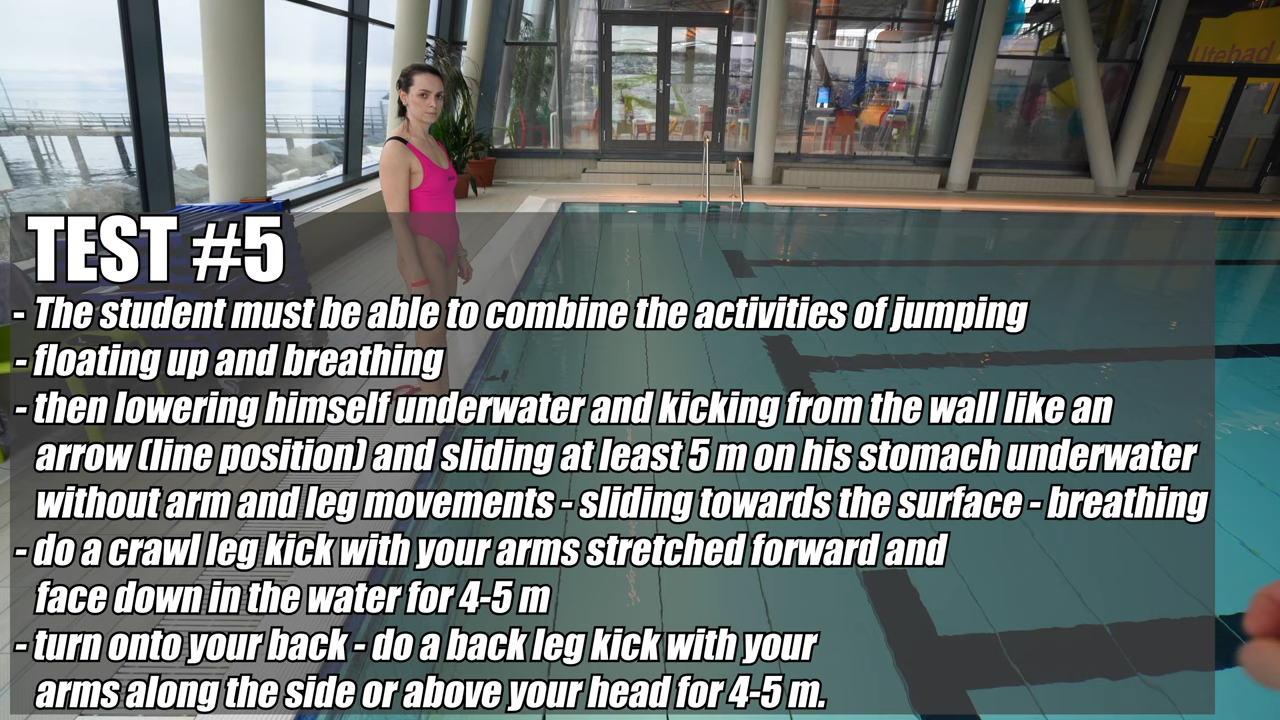 Utebad
TEST #5
- The student must be able to combine the activities of jumping
- floating up and breathing
- then lowering himself underwater and kicking from the wall like an
arrow (line position) and sliding at least 5 m on his stomach underwater
without arm and leg movements - sliding towards the surface - breathing
- do a crawl leg kick with your arms stretched forward and
face down in the water for 4-5 m
- turn onto your back - do a back leg kick with your
arms along the side or above your head for 4-5 m.